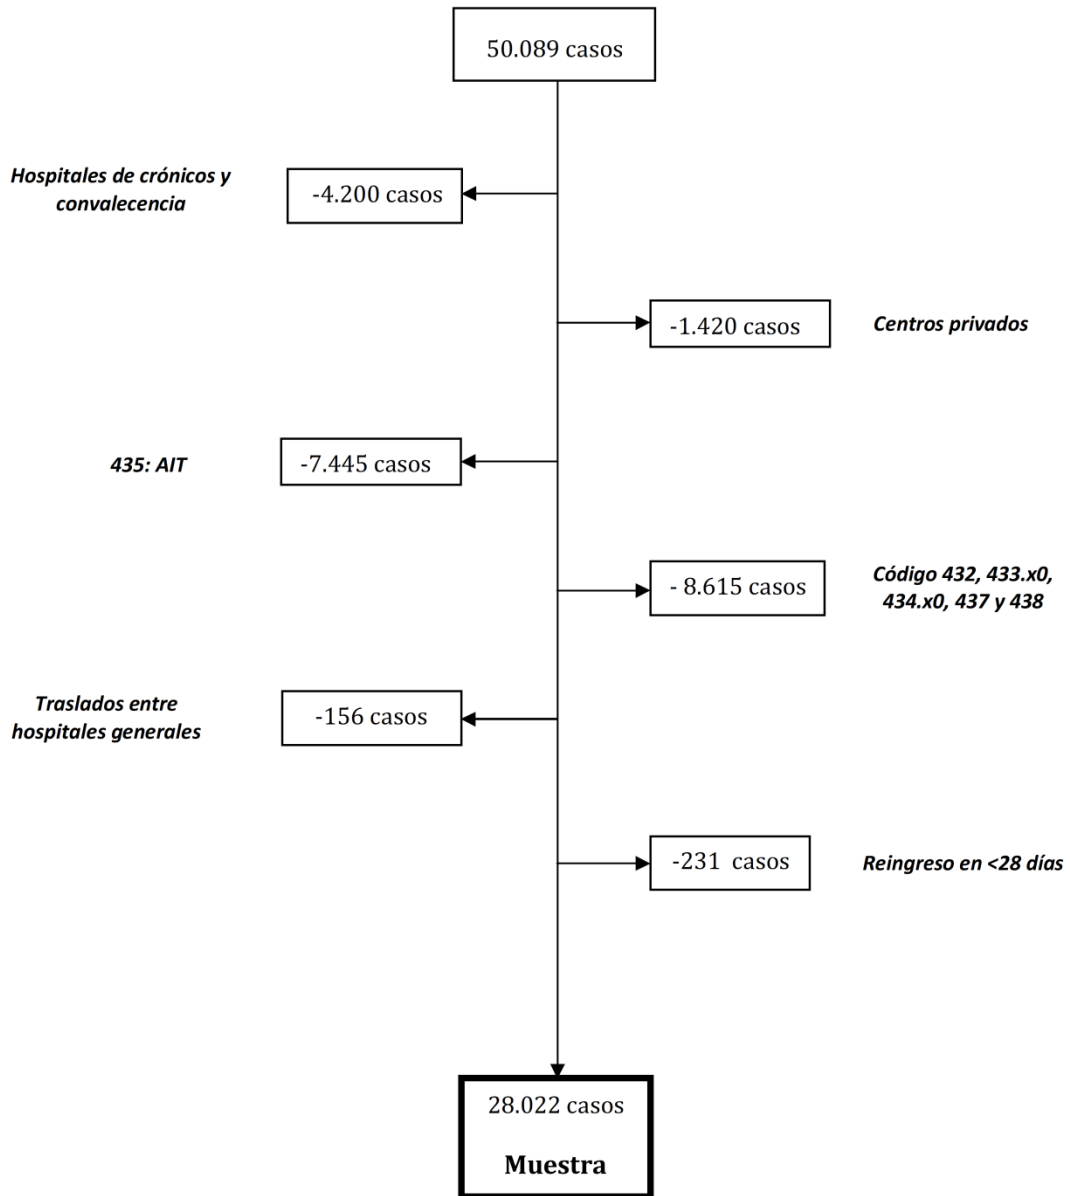 50.089 casos
Hospitales de crónicos y
convalecencia
-4.200 casos
-1.420 casos
Centros privados
435: AIT
-7.445 casos
- 8.615 casos
Código 432, 433.x0,
434.x0, 437 y 438
Traslados entre
hospitales generales
-156 casos
-231 casos
Reingreso en <28 días
28.022 casos
Muestra